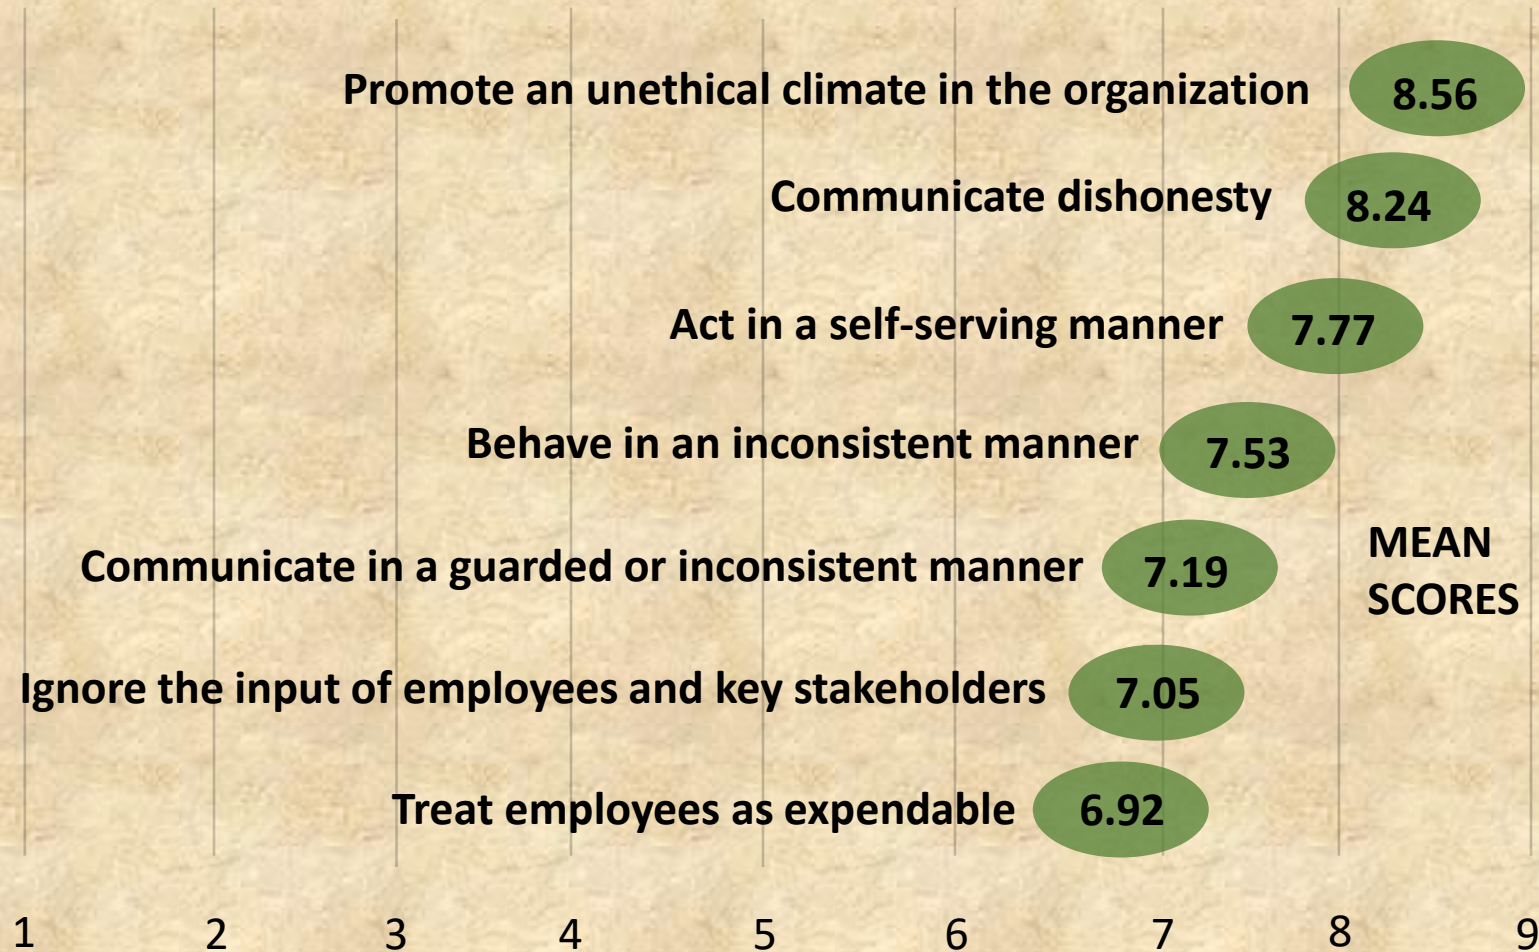 Promote an unethical climate in the organization 8.56
Communicate dishonesty 8.24
Act in a self-serving manner 7.77
Behave in an inconsistent manner 7.53
MEAN
SCORES
Communicate in a guarded or inconsistent manner 7.19
Ignore the input of employees and key stakeholders 7.05
Treat employees as expendable 6.92
1 2 3 4 5 6 7 8 9